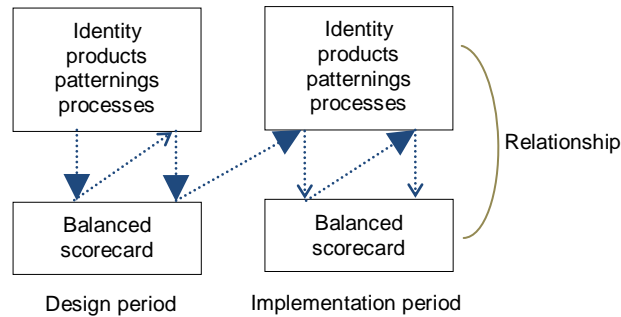 Identity
products
patternings
processes
Identity
products
patternings
processes
Relationship
Balanced
scorecard
Balanced
scorecard
Design period
Implementation period